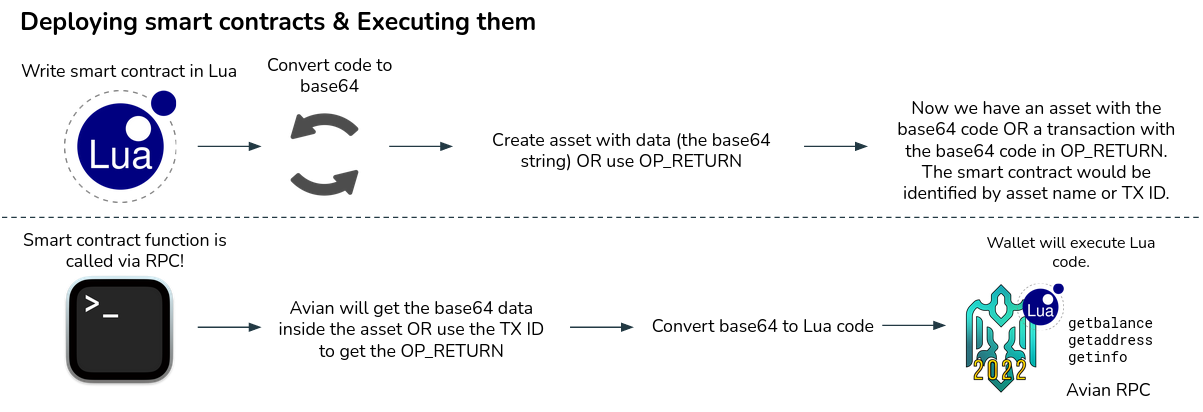 Deploying smart contracts & Executing them
Write smart contract in Lua
Lua
Convert code to
base64
Create asset with data (the base64
string) OR use OP_RETURN
Now we have an asset with the
base64 code OR a transaction with
the base64 code in OP_RETURN.
The smart contract would be
identified by asset name or TX ID.
Smart contract function is
called via RPC!
>_
Avian will get the base64 data
inside the asset OR use the TX ID
to get the OP_RETURN
Convert base64 to Lua code
Wallet will execute Lua
code.
Lua
2022
getbalance
getaddress
getinfo
Avian RPC